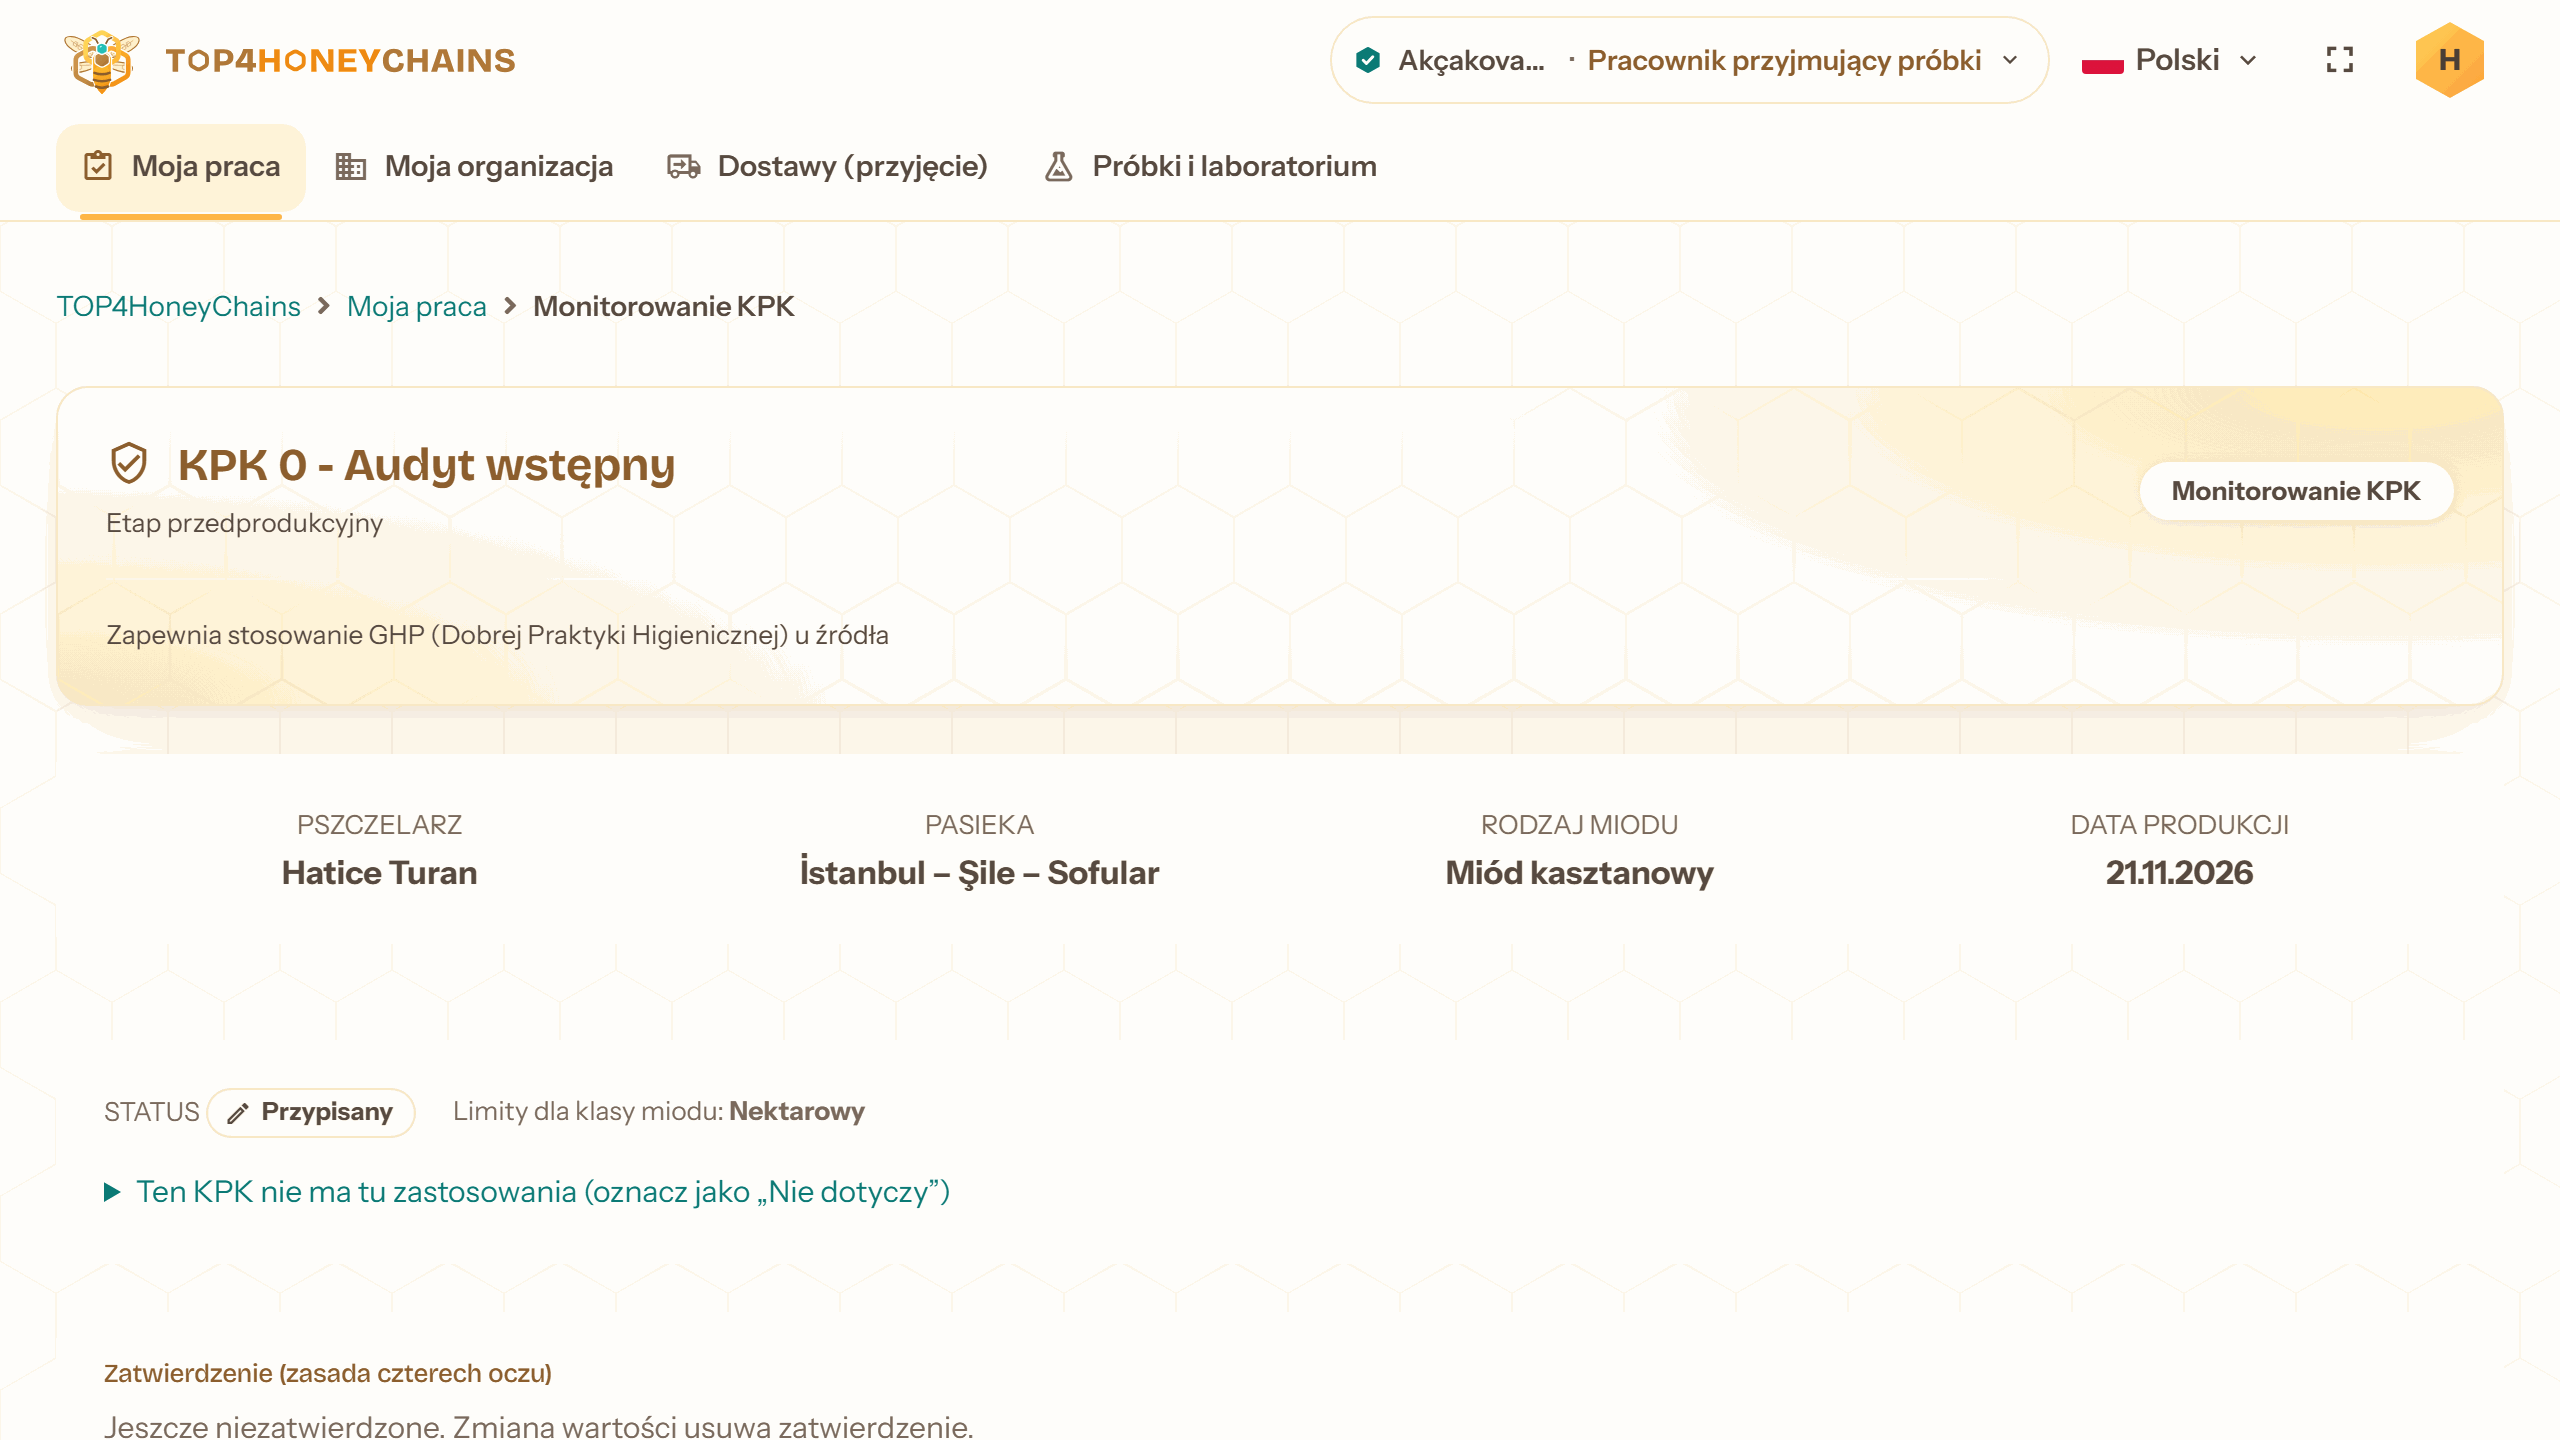 TOP4HONEYCHAINS
Akçakova... · Pracownik przyjmujący próbki
Polski
H
Moja praca
Moja organizacja
Dostawy (przyjęcie)
Próbki i laboratorium
TOP4HoneyChains > Moja praca > Monitorowanie KPK
KPK 0 - Audyt wstępny
Etap przedprodukcyjny
Monitorowanie KPK
Zapewnia stosowanie GHP (Dobrej Praktyki Higienicznej) u źródła
PSZCZELARZ
Hatice Turan
PASIEKA
İstanbul – Şile – Sofular
RODZAJ MIODU
Miód kasztanowy
DATA PRODUKCJI
21.11.2026
STATUS Przypisany Limity dla klasy miodu: Nektarowy
Ten KPK nie ma tu zastosowania (oznacz jako „Nie dotyczy”)
Zatwierdzenie (zasada czterech oczu)
Jeszcze niezatwierdzone. Zmiana wartości usuwa zatwierdzenie.